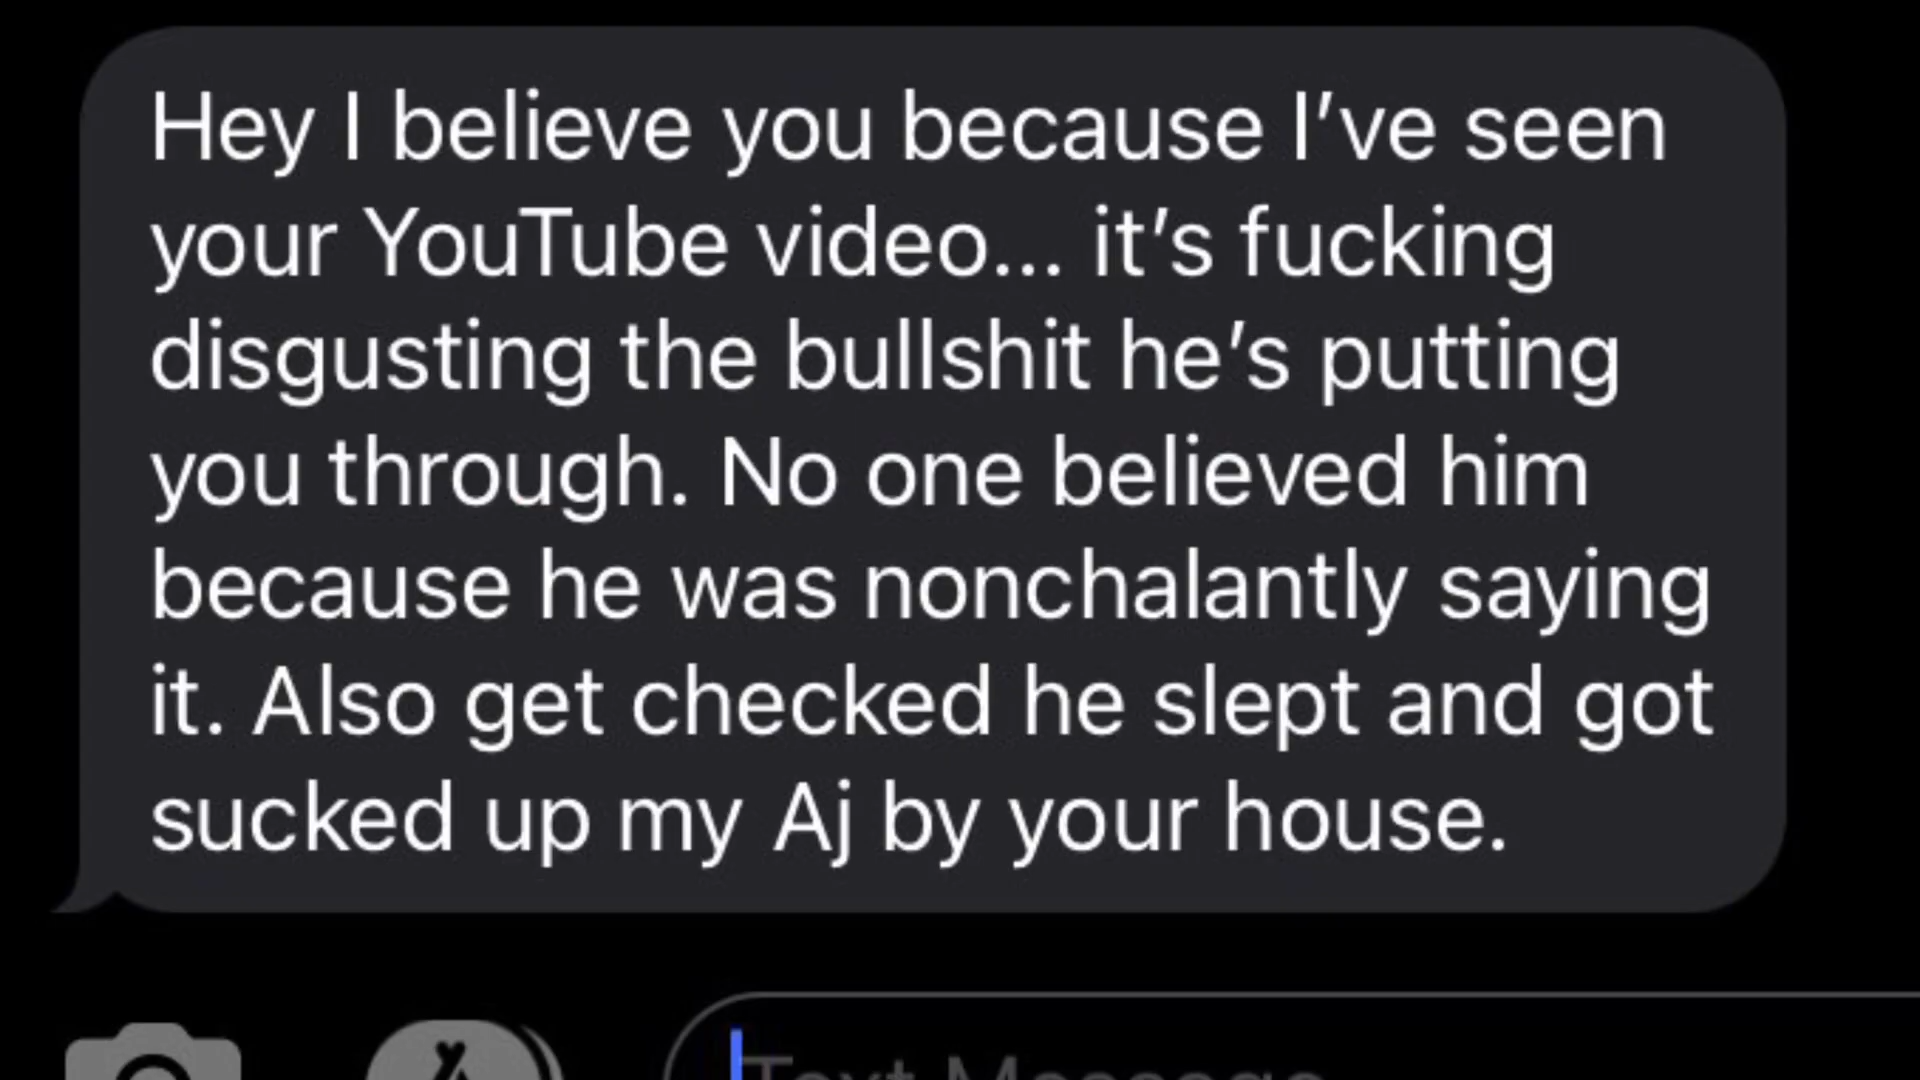 Hey I believe you because I’ve seen
your YouTube video... it’s fucking
disgusting the bullshit he’s putting
you through. No one believed him
because he was nonchalantly saying
it. Also get checked he slept and got
sucked up my Aj by your house.
Text Message